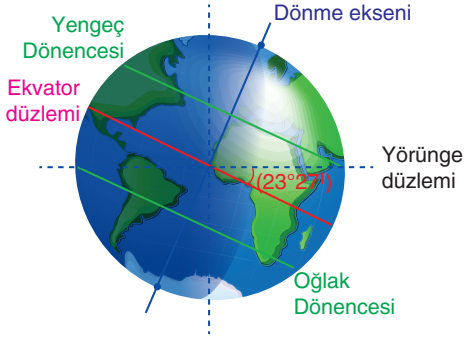 Dönme ekseni
Yengeç
Dönencesi
Ekvator
düzlemi
Yörünge
düzlemi
(23°27')
Oğlak
Dönencesi